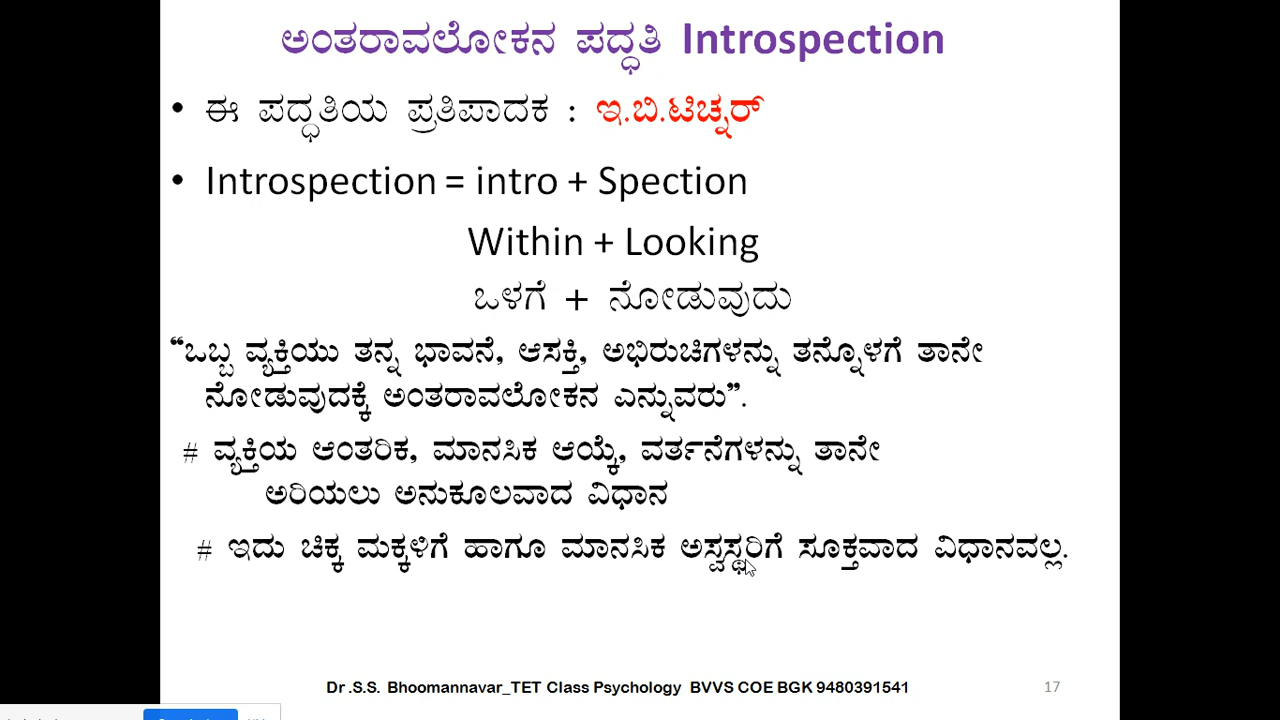 ಅಂತರಾವಲೋಕನ ಪದ್ಧತಿ Introspection
• ಈ ಪದ್ಧತಿಯ ಪ್ರತಿಪಾದಕ : ಇ.ಬಿ.ಟಿಚ್ನರ್
• Introspection = intro + Spection
Within + Looking
ಒಳಗೆ + ನೋಡುವುದು
“ಒಬ್ಬ ವ್ಯಕ್ತಿಯು ತನ್ನ ಭಾವನೆ, ಆಸಕ್ತಿ, ಅಭಿರುಚಿಗಳನ್ನು ತನ್ನೊಳಗೆ ತಾನೇ
ನೋಡುವುದಕ್ಕೆ ಅಂತರಾವಲೋಕನ ಎನ್ನುವರು”.
# ವ್ಯಕ್ತಿಯ ಆಂತರಿಕ, ಮಾನಸಿಕ ಆಯ್ಕೆ, ವರ್ತನೆಗಳನ್ನು ತಾನೇ
ಅರಿಯಲು ಅನುಕೂಲವಾದ ವಿಧಾನ
# ಇದು ಚಿಕ್ಕ ಮಕ್ಕಳಿಗೆ ಹಾಗೂ ಮಾನಸಿಕ ಅಸ್ವಸ್ಥರಿಗೆ ಸೂಕ್ತವಾದ ವಿಧಾನವಲ್ಲ.
Dr .S.S. Bhoomannavar_TET Class Psychology BVVS COE BGK 9480391541
17